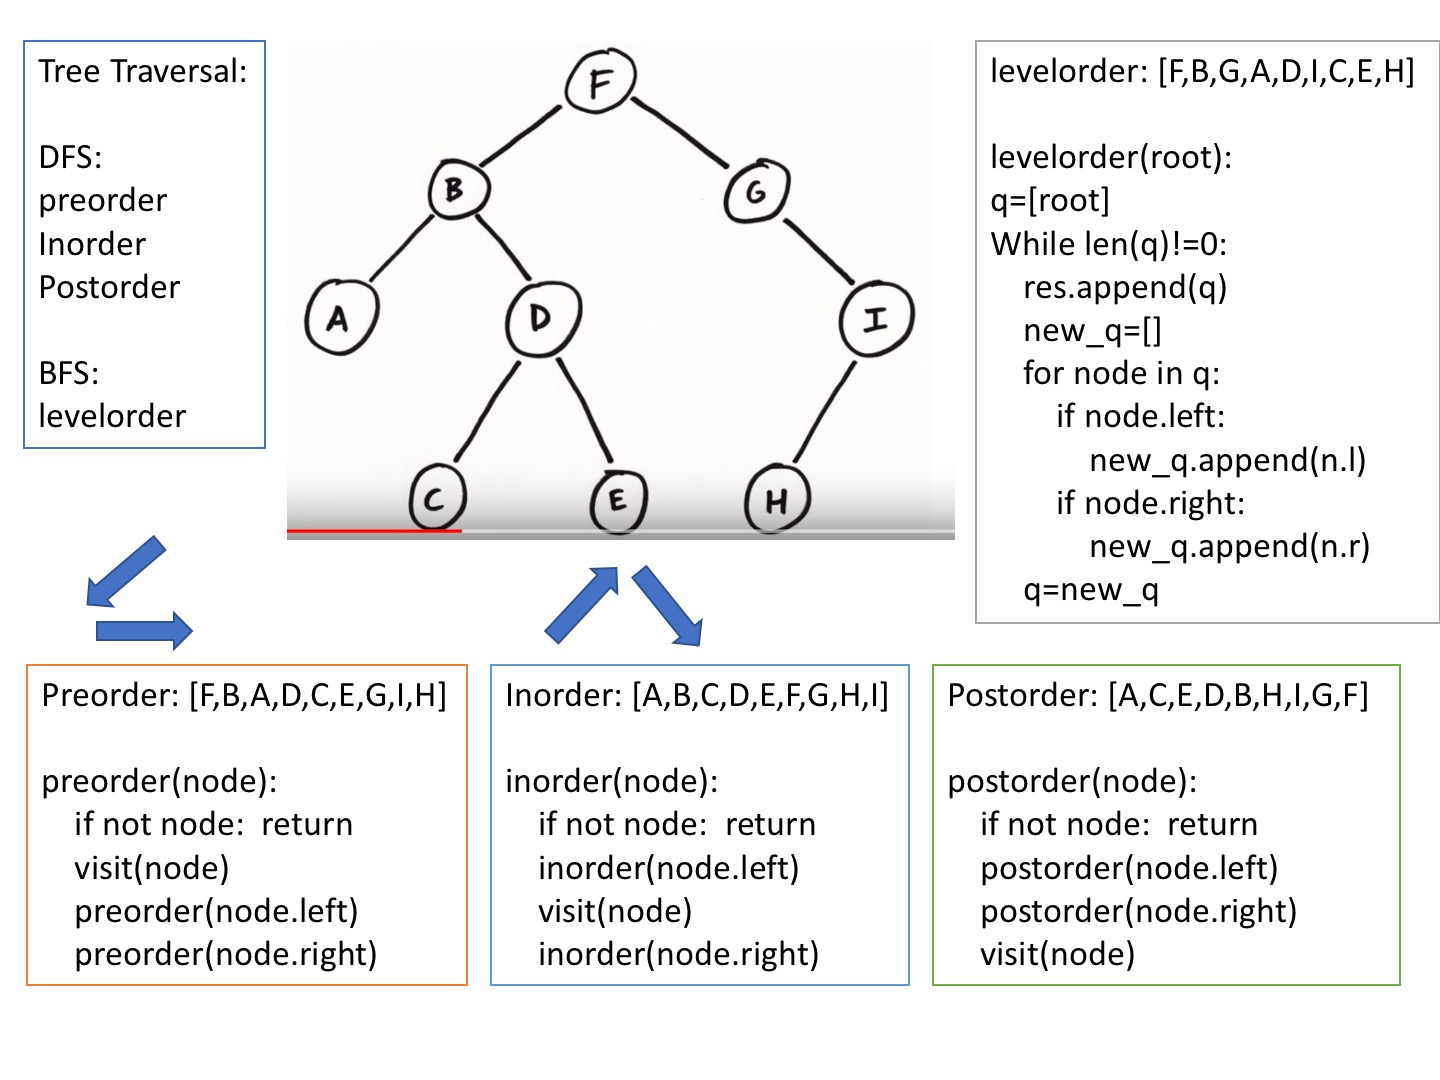 Tree Traversal:
DFS:
preorder
Inorder
Postorder
BFS:
levelorder
F
B
G
A
D
I
C
E
H
levelorder: [F,B,G,A,D,I,C,E,H]
levelorder(root):
q=[root]
While len(q)!=0:
res.append(q)
new_q=[]
for node in q:
if node.left:
new_q.append(n.l)
if node.right:
new_q.append(n.r)
q=new_q
Preorder: [F,B,A,D,C,E,G,I,H]
preorder(node):
if not node:  return
visit(node)
preorder(node.left)
preorder(node.right)
Inorder: [A,B,C,D,E,F,G,H,I]
inorder(node):
if not node:  return
inorder(node.left)
visit(node)
inorder(node.right)
Postorder: [A,C,E,D,B,H,I,G,F]
postorder(node):
if not node:  return
postorder(node.left)
postorder(node.right)
visit(node)